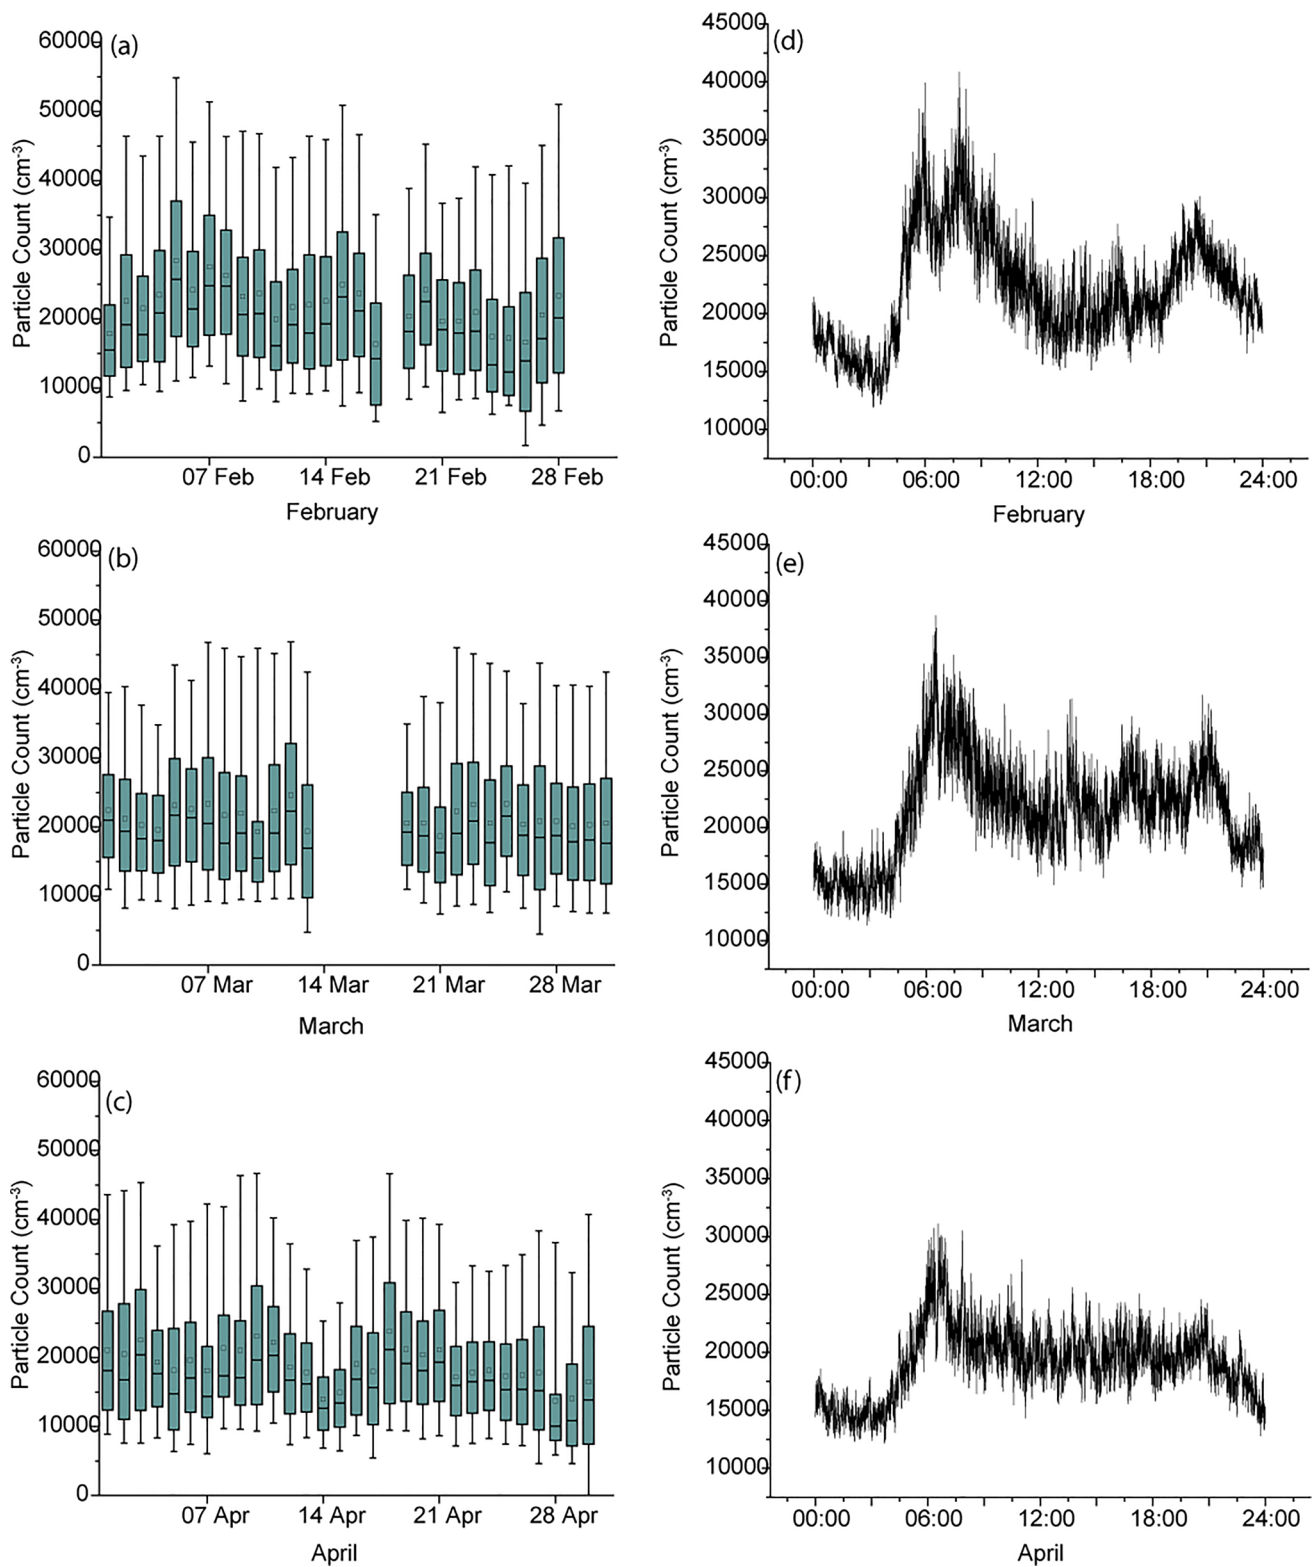 (a)
60000
50000
40000
30000
20000
10000
0
Particle Count (cm-3)
07 Feb 14 Feb 21 Feb 28 Feb
February
(d)
45000
40000
35000
30000
25000
20000
15000
10000
Particle Count (cm-3)
00:00 06:00 12:00 18:00 24:00
February
(b)
60000
50000
40000
30000
20000
10000
0
Particle Count (cm-3)
07 Mar 14 Mar 21 Mar 28 Mar
March
(e)
45000
40000
35000
30000
25000
20000
15000
10000
Particle Count (cm-3)
00:00 06:00 12:00 18:00 24:00
March
(c)
60000
50000
40000
30000
20000
10000
0
Particle Count (cm-3)
07 Apr 14 Apr 21 Apr 28 Apr
April
(f)
45000
40000
35000
30000
25000
20000
15000
10000
Particle Count (cm-3)
00:00 06:00 12:00 18:00 24:00
April